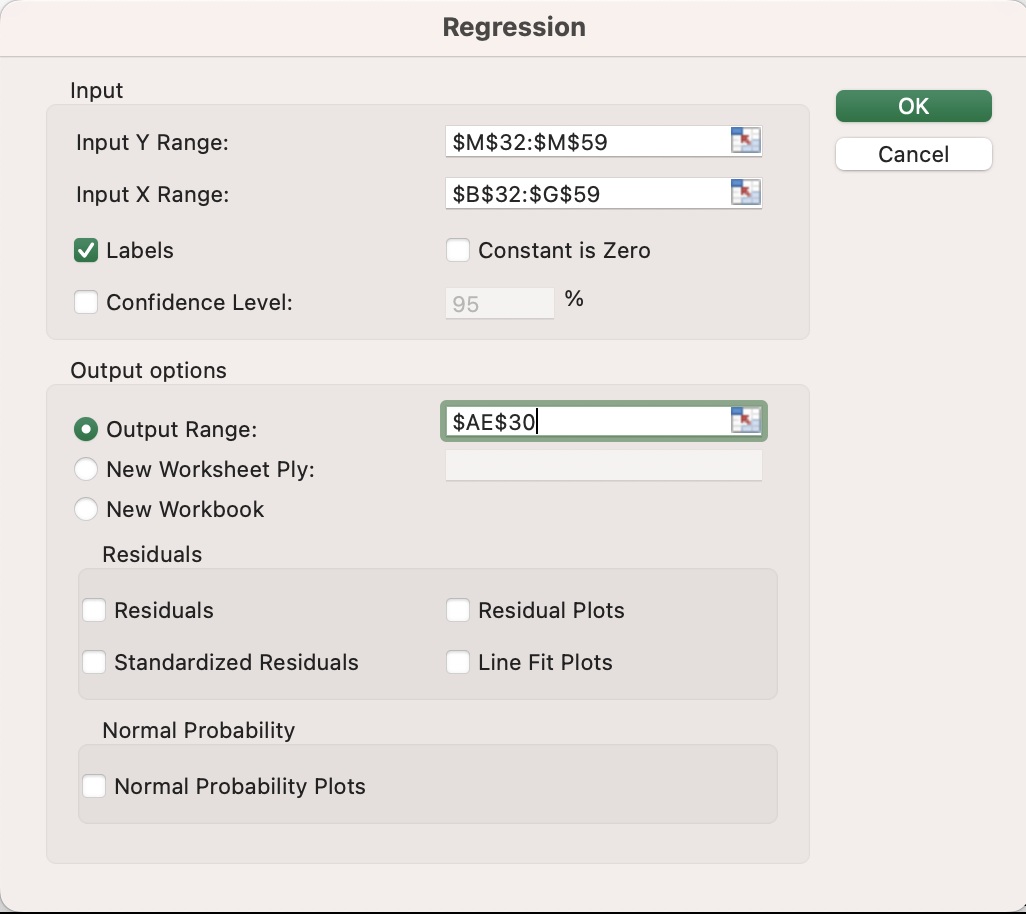 Regression
Input
OK
Input Y Range: $M$32:$M$59
Cancel
Input X Range: $B$32:$G$59
Labels Constant is Zero
Confidence Level: 95 %
Output options
Output Range: $AE$30
New Worksheet Ply:
New Workbook
Residuals
Residuals Residual Plots
Standardized Residuals Line Fit Plots
Normal Probability
Normal Probability Plots